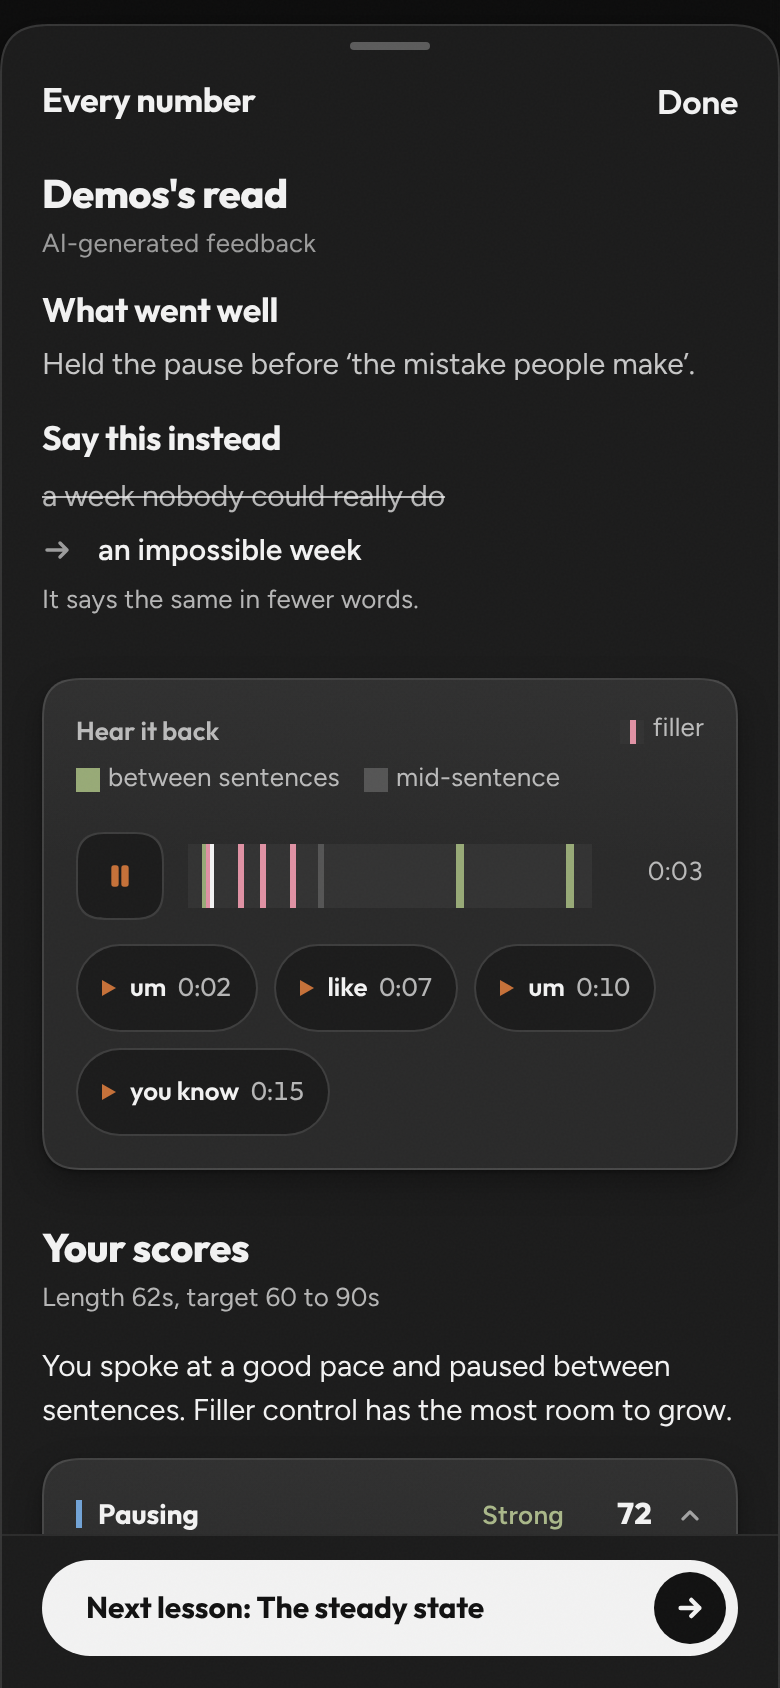 Every number
Done
Demos's read
AI-generated feedback
What went well
Held the pause before ‘the mistake people make’.
Say this instead
a week nobody could really do
→ an impossible week
It says the same in fewer words.
Hear it back
filler
between sentences
mid-sentence
0:03
um 0:02
like 0:07
um 0:10
you know 0:15
Your scores
Length 62s, target 60 to 90s
You spoke at a good pace and paused between
sentences. Filler control has the most room to grow.
Pausing
Strong
72
Next lesson: The steady state